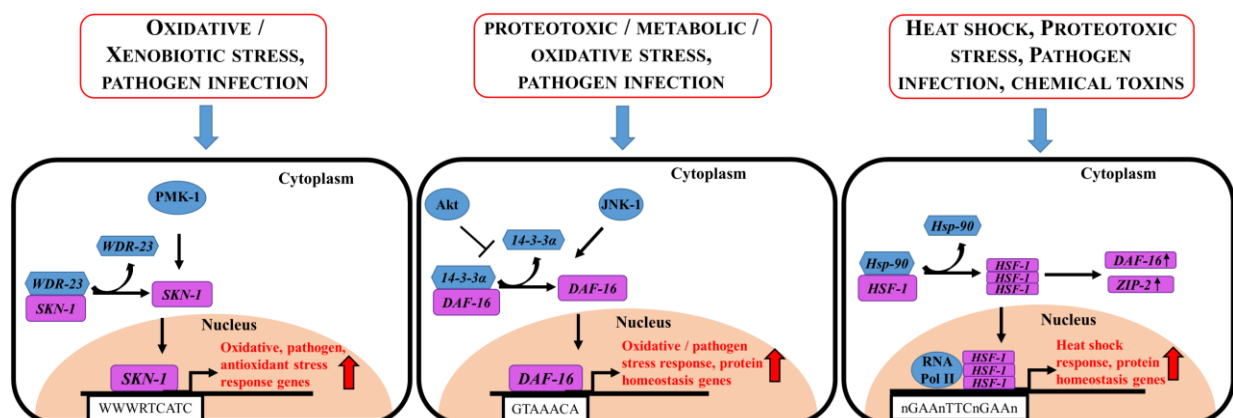 OXIDATIVE /
XENOBIOTIC STRESS,
PATHOGEN INFECTION
Cytoplasm
PMK-1
WDR-23
WDR-23
SKN-1
SKN-1
Nucleus
Oxidative, pathogen,
antioxidant stress
response genes
SKN-1
WWWRTCATC
PROTEOTOXIC / METABOLIC /
OXIDATIVE STRESS,
PATHOGEN INFECTION
Cytoplasm
Akt
JNK-1
14-3-3α
14-3-3α
DAF-16
DAF-16
Nucleus
Oxidative / pathogen
stress response, protein
homeostasis genes
DAF-16
GTAAACA
HEAT SHOCK, PROTEOTOXIC
STRESS, PATHOGEN
INFECTION, CHEMICAL TOXINS
Cytoplasm
Hsp-90
Hsp-90
HSF-1
HSF-1
HSF-1
HSF-1
DAF-16
ZIP-2
Nucleus
Heat shock
response, protein
homeostasis genes
RNA
Pol II
HSF-1
HSF-1
HSF-1
nGAAnTTCnGAAn